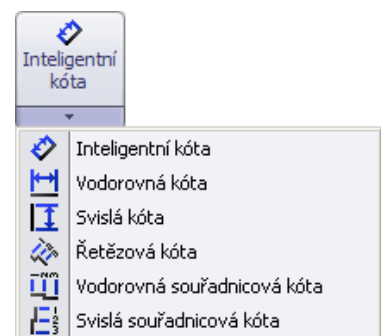 Inteligentní
kóta
Inteligentní kóta
Vodorovná kóta
Svislá kóta
Řetězová kóta
Vodorovná souřadnicová kóta
Svislá souřadnicová kóta